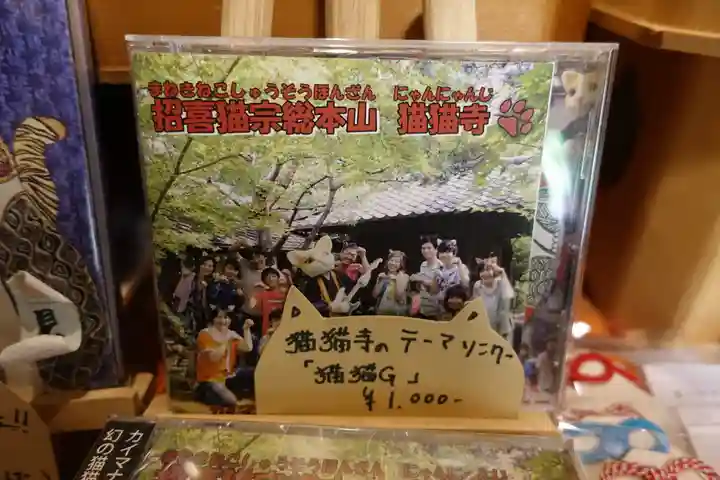 まねきねこしゅうそうほんざん にゃんにゃんじ
招喜猫宗総本山 猫猫寺
猫猫寺のテーマソング
「猫猫G」
¥1,000-
カイマナ
幻の猫猫